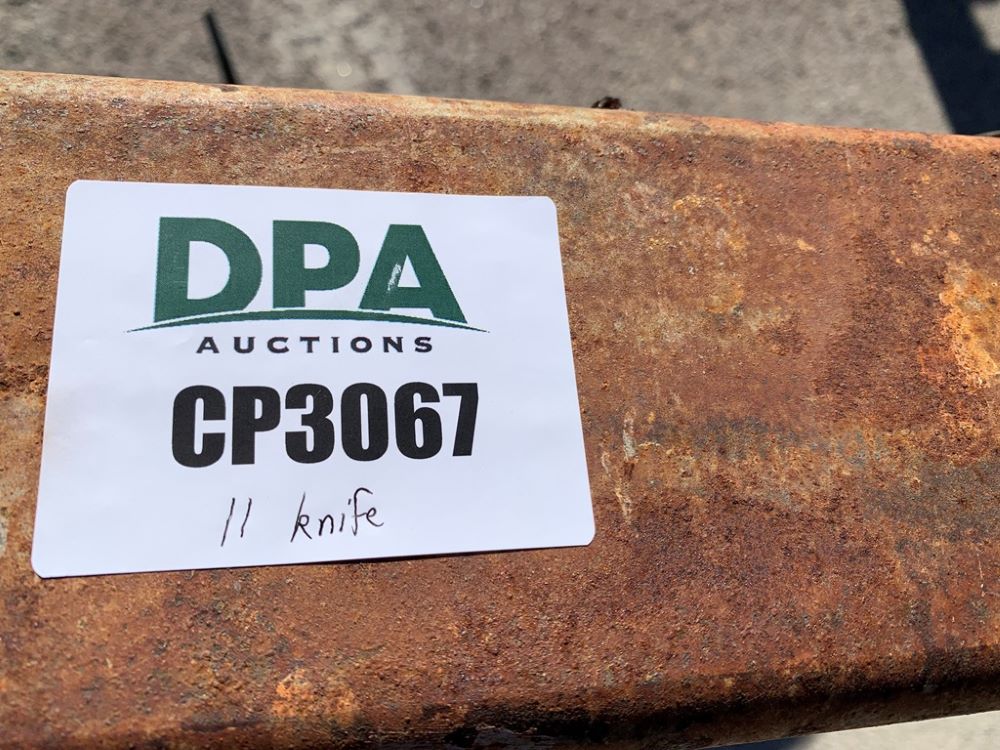 DPA
AUCTIONS
CP3067
11 knife